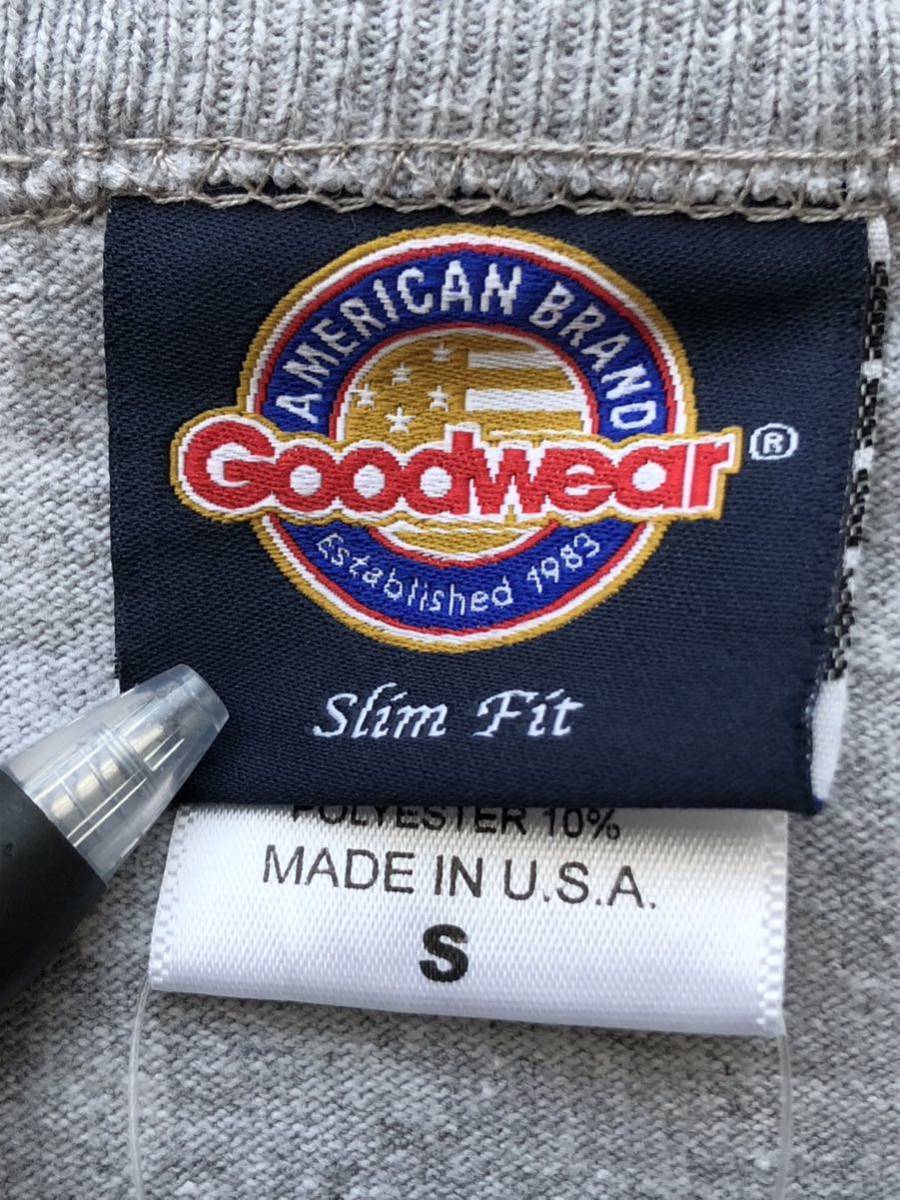 AMERICAN BRAND
Goodwear ®
Established 1983
Slim Fit
POLYESTER 10%
MADE IN U.S.A.
S